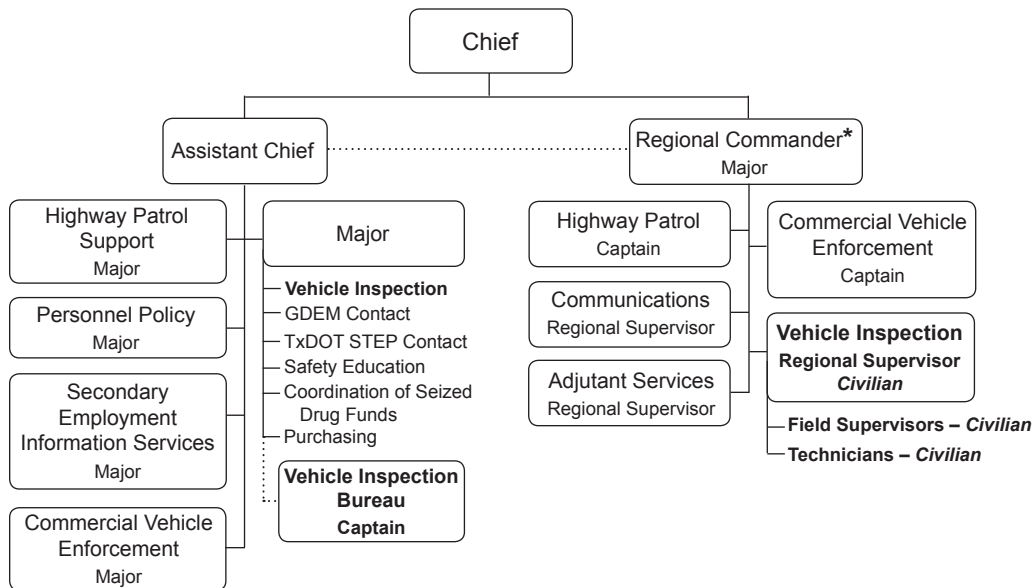 Chief
Assistant Chief
Regional Commander*
Major
Highway Patrol
Support
Major
Personnel Policy
Major
Secondary
Employment
Information Services
Major
Commercial Vehicle
Enforcement
Major
Major
Vehicle Inspection
GDEM Contact
TxDOT STEP Contact
Safety Education
Coordination of Seized
Drug Funds
Purchasing
Vehicle Inspection
Bureau
Captain
Highway Patrol
Captain
Communications
Regional Supervisor
Adjutant Services
Regional Supervisor
Commercial Vehicle
Enforcement
Captain
Vehicle Inspection
Regional Supervisor
Civilian
Field Supervisors – Civilian
Technicians – Civilian